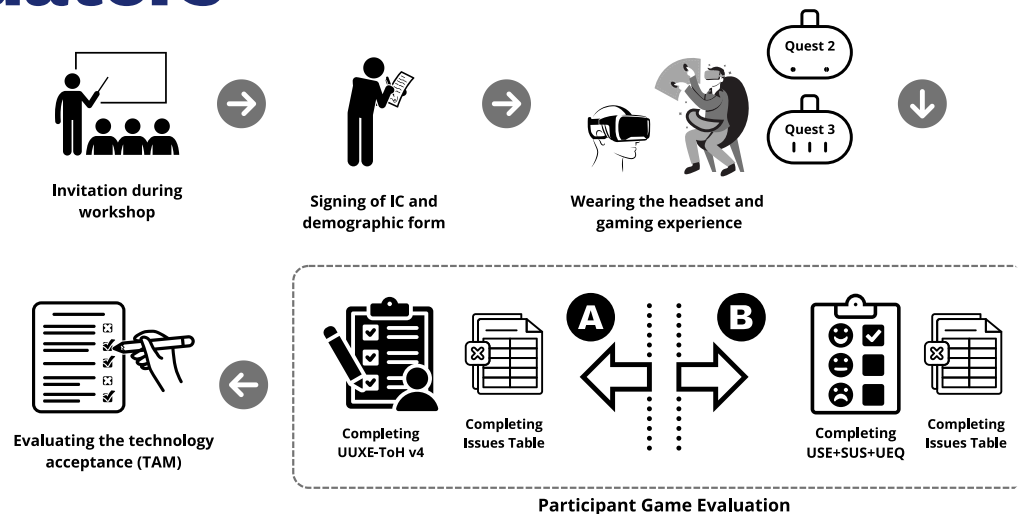 Quest 2
Quest 3
Invitation during
workshop
Signing of IC and
demographic form
Wearing the headset and
gaming experience
A
B
Completing
UUXE-ToH v4
Completing
Issues Table
Completing
USE+SUS+UEQ
Completing
Issues Table
Evaluating the technology
acceptance (TAM)
Participant Game Evaluation